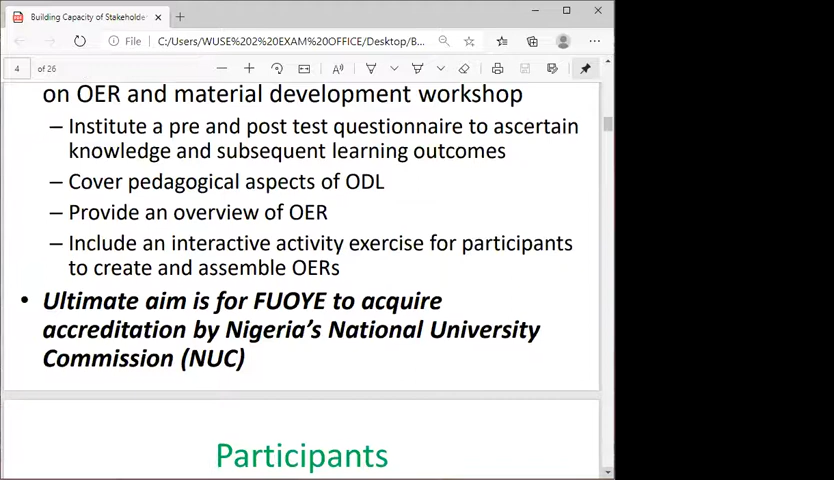 Building Capacity of Stakeholde
File
C:/Users/WUSE%202%20EXAM%20OFFICE/Desktop/B...
4 of 26
on OER and material development workshop
– Institute a pre and post test questionnaire to ascertain
knowledge and subsequent learning outcomes
– Cover pedagogical aspects of ODL
– Provide an overview of OER
– Include an interactive activity exercise for participants
to create and assemble OERs
• Ultimate aim is for FUOYE to acquire
accreditation by Nigeria's National University
Commission (NUC)
Participants